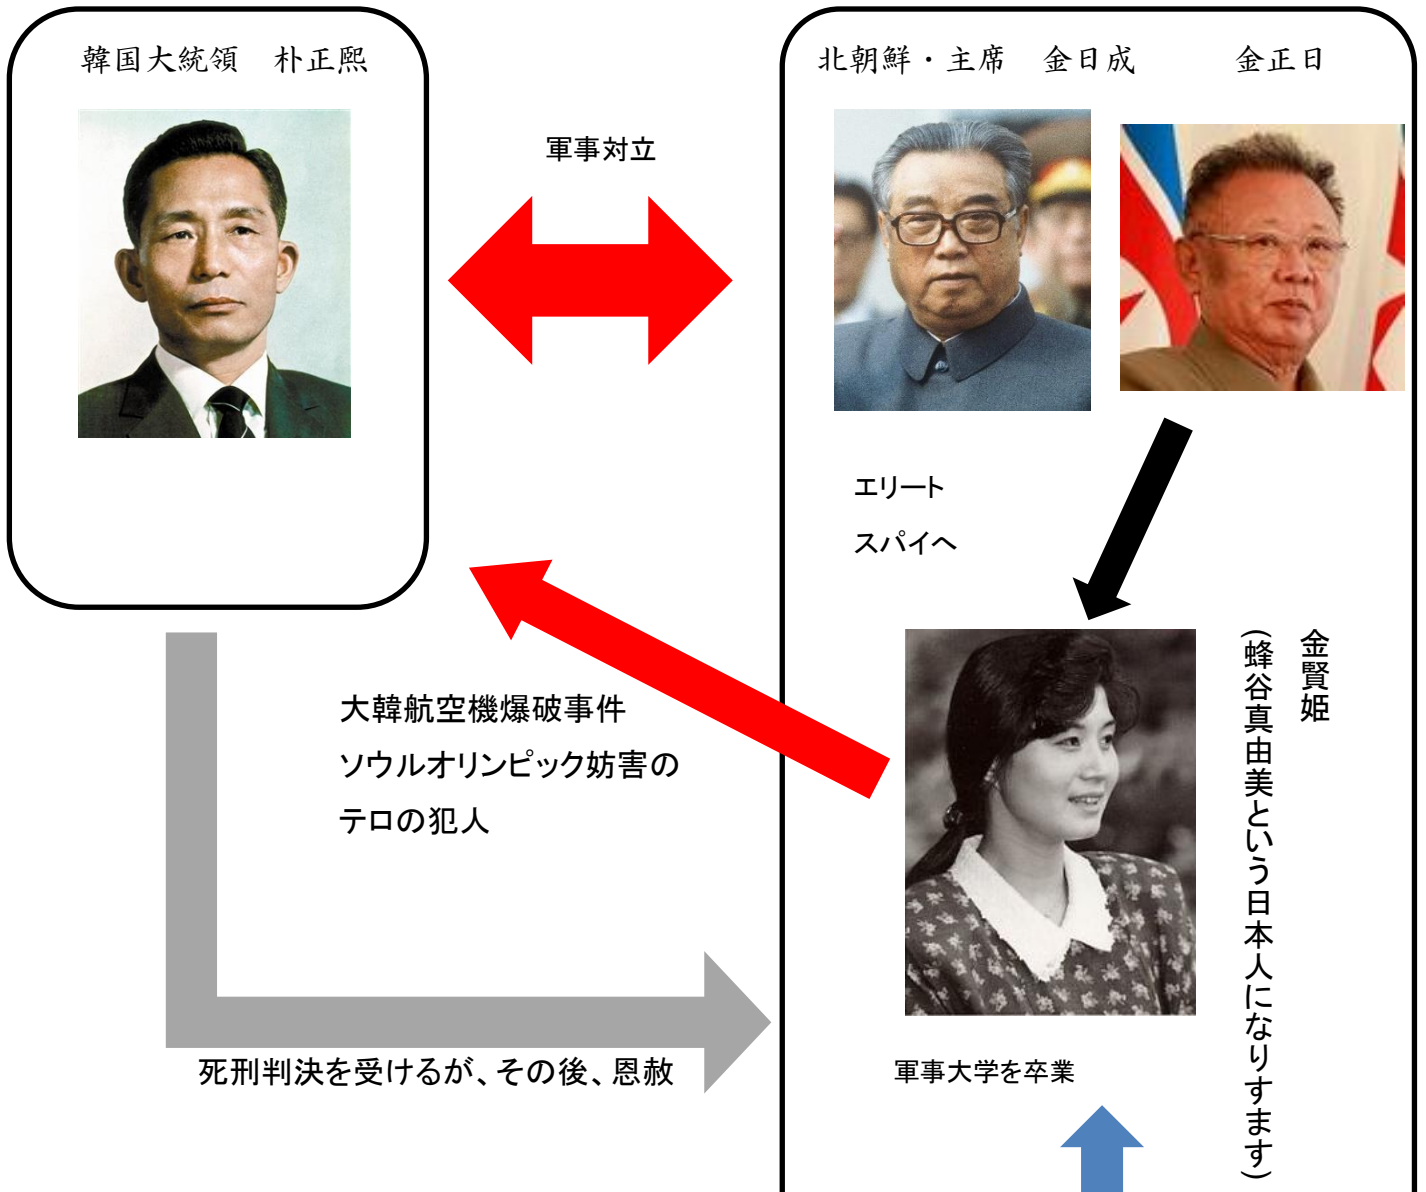 韓国大統領　朴正熙
北朝鮮・主席　金日成　　　金正日
軍事対立
エリート
スパイへ
金賢姫
(蜂谷真由美という日本人になりすます)
大韓航空機爆破事件
ソウルオリンピック妨害の
テロの犯人
死刑判決を受けるが、その後、恩赦
軍事大学を卒業